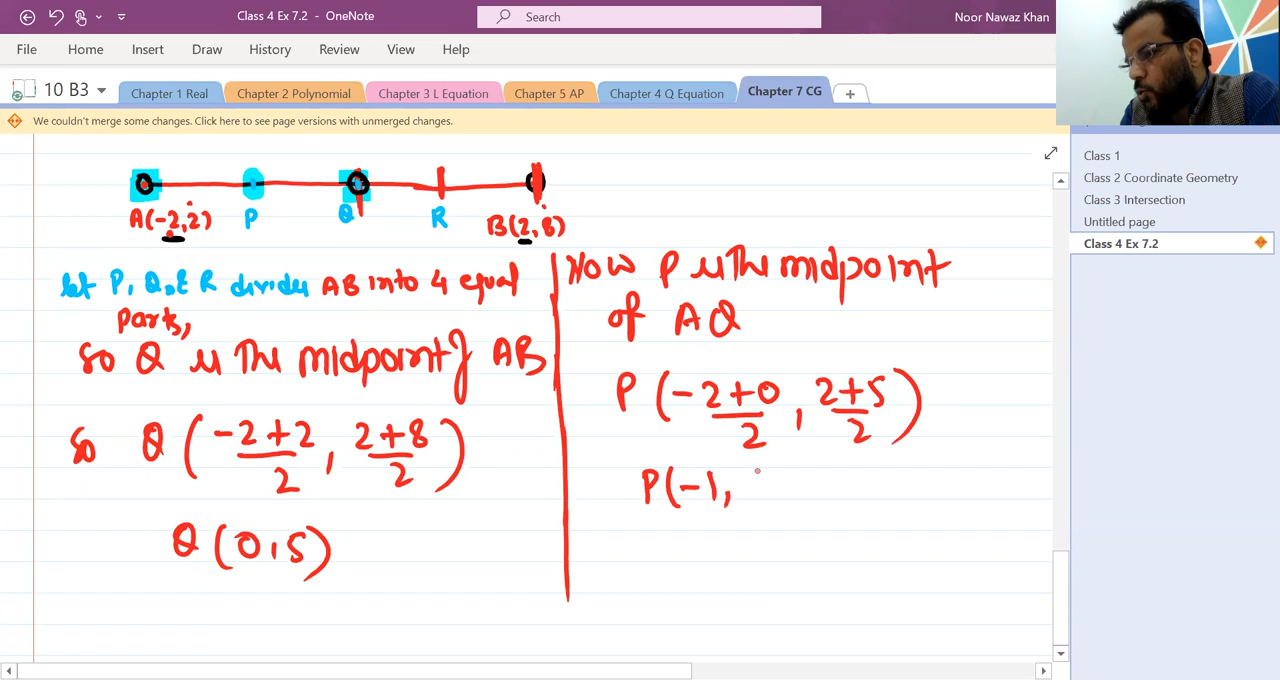 Class 4 Ex 7.2 - OneNote
Search
Noor Nawaz Khan
File Home Insert Draw History Review View Help
10 B3
Chapter 1 Real
Chapter 2 Polynomial
Chapter 3 L Equation
Chapter 5 AP
Chapter 4 Q Equation
Chapter 7 CG
We couldn't merge some changes. Click here to see page versions with unmerged changes.
Class 1
Class 2 Coordinate Geometry
Class 3 Intersection
Untitled page
Class 4 Ex 7.2
A(-2,2) P Q R B(2,8)
let P, Q, & R divides AB into 4 equal
parts,
So Q is the midpoint of AB
So Q (-2+2/2, 2+8/2)
Q (0,5)
Now P is the midpoint
of AQ
P (-2+0/2, 2+5/2)
P(-1,